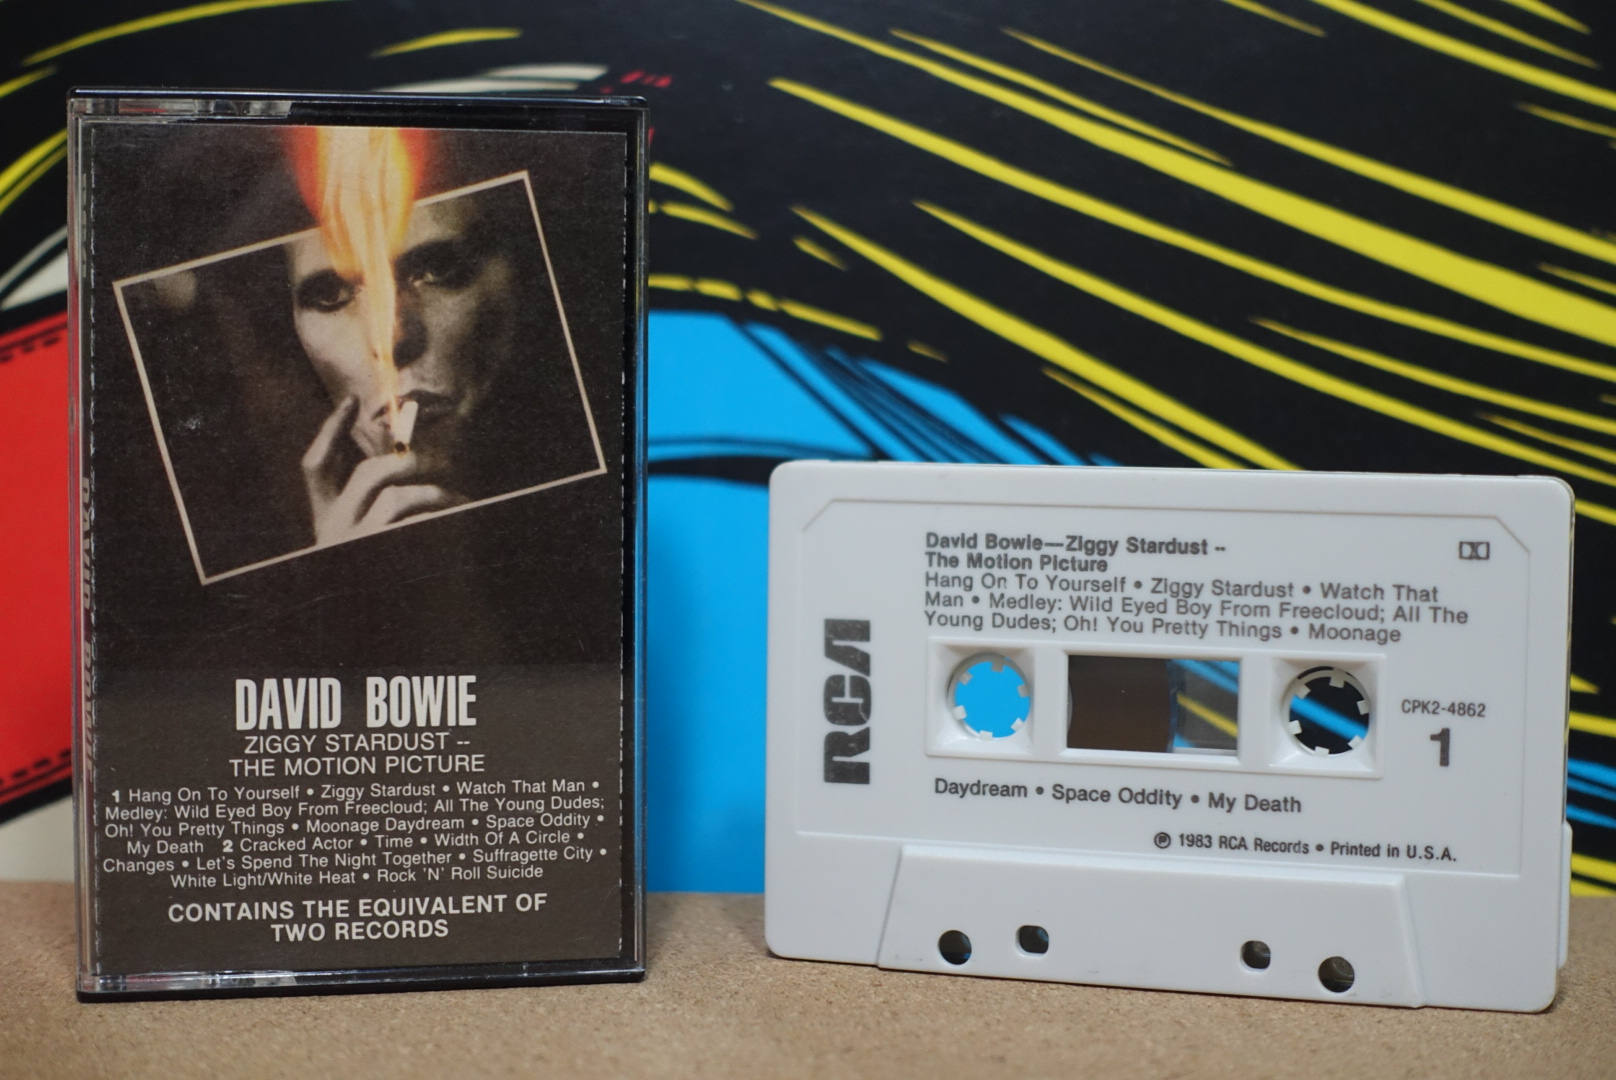 DAVID BOWIE
DAVID BOWIE
ZIGGY STARDUST --
THE MOTION PICTURE
1 Hang On To Yourself • Ziggy Stardust • Watch That Man •
Medley: Wild Eyed Boy From Freecloud; All The Young Dudes;
Oh! You Pretty Things • Moonage Daydream • Space Oddity •
My Death 2 Cracked Actor • Time • Width Of A Circle •
Changes • Let's Spend The Night Together • Suffragette City •
White Light/White Heat • Rock 'N' Roll Suicide
CONTAINS THE EQUIVALENT OF
TWO RECORDS
RCA
David Bowie—Ziggy Stardust --
The Motion Picture
Hang On To Yourself • Ziggy Stardust • Watch That
Man • Medley: Wild Eyed Boy From Freecloud; All The
Young Dudes; Oh! You Pretty Things • Moonage
CPK2-4862
1
Daydream • Space Oddity • My Death
℗ 1983 RCA Records • Printed in U.S.A.